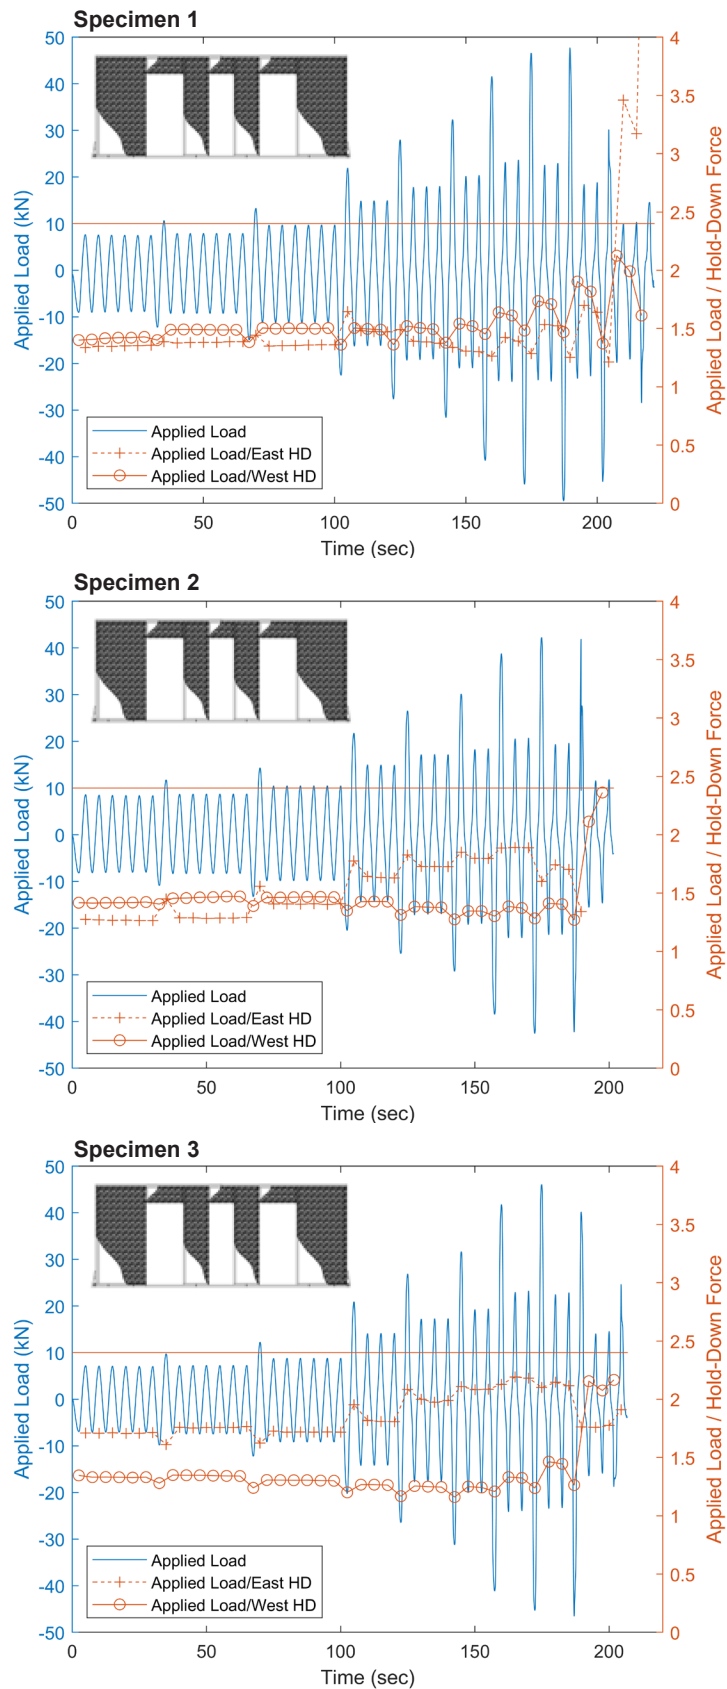 Specimen 1
50
40
30
20
10
0
-10
-20
-30
-40
-50
Applied Load (kN)
4
3.5
3
2.5
2
1.5
1
0.5
0
Applied Load / Hold-Down Force
Applied Load
Applied Load/East HD
Applied Load/West HD
0 50 100 150 200
Time (sec)
Specimen 2
50
40
30
20
10
0
-10
-20
-30
-40
-50
Applied Load (kN)
4
3.5
3
2.5
2
1.5
1
0.5
0
Applied Load / Hold-Down Force
Applied Load
Applied Load/East HD
Applied Load/West HD
0 50 100 150 200
Time (sec)
Specimen 3
50
40
30
20
10
0
-10
-20
-30
-40
-50
Applied Load (kN)
4
3.5
3
2.5
2
1.5
1
0.5
0
Applied Load / Hold-Down Force
Applied Load
Applied Load/East HD
Applied Load/West HD
0 50 100 150 200
Time (sec)